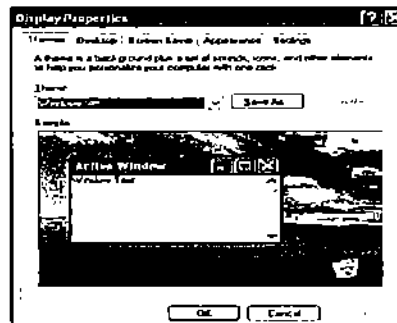 Display Properties
Themes Desktop Screen Saver Appearance Settings
A theme is a background plus a set of sounds, icons, and other elements
to help you personalize your computer with one click.
Theme:
Save As...
Sample:
Active Window
Window Text
OK Cancel